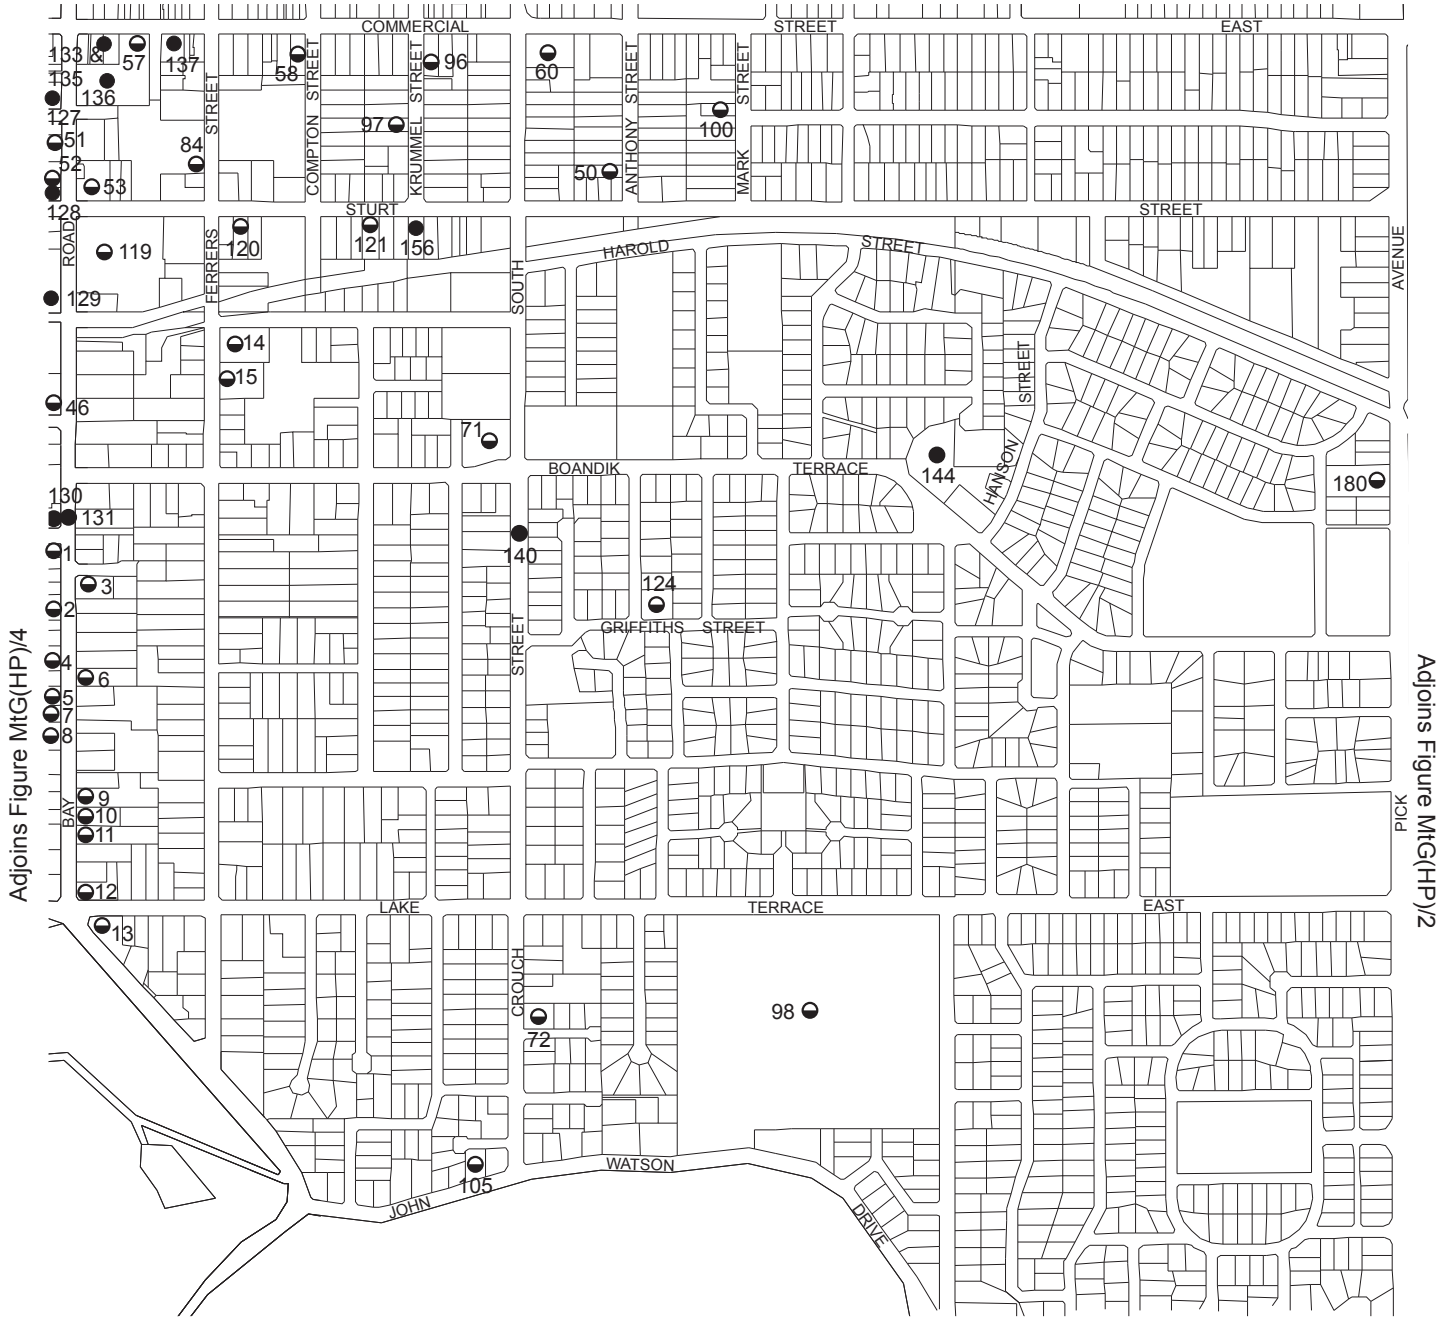 COMMERCIAL STREET EAST
133 & 57 137 58 96 60
135
136
127
97 100
51 84
52
53 50
STREET
COMPTON STREET
KRUMMEL STREET
ANTHONY STREET
MARK STREET
STURT STREET
128
119 120 121 156
HAROLD STREET
ROAD
FERRERS
SOUTH
AVENUE
129
14
15
46
STREET
HANSON
71
BOANDIK TERRACE
144
180
130
131
140
1
3
124
2
GRIFFITHS STREET
STREET
4
6
5
7
8
Adjoins Figure MtG(HP)/4
Adjoins Figure MtG(HP)/2
9
BAY
10
11
PICK
12
LAKE TERRACE EAST
13
CROUCH
98
72
WATSON
105
JOHN
DRIVE